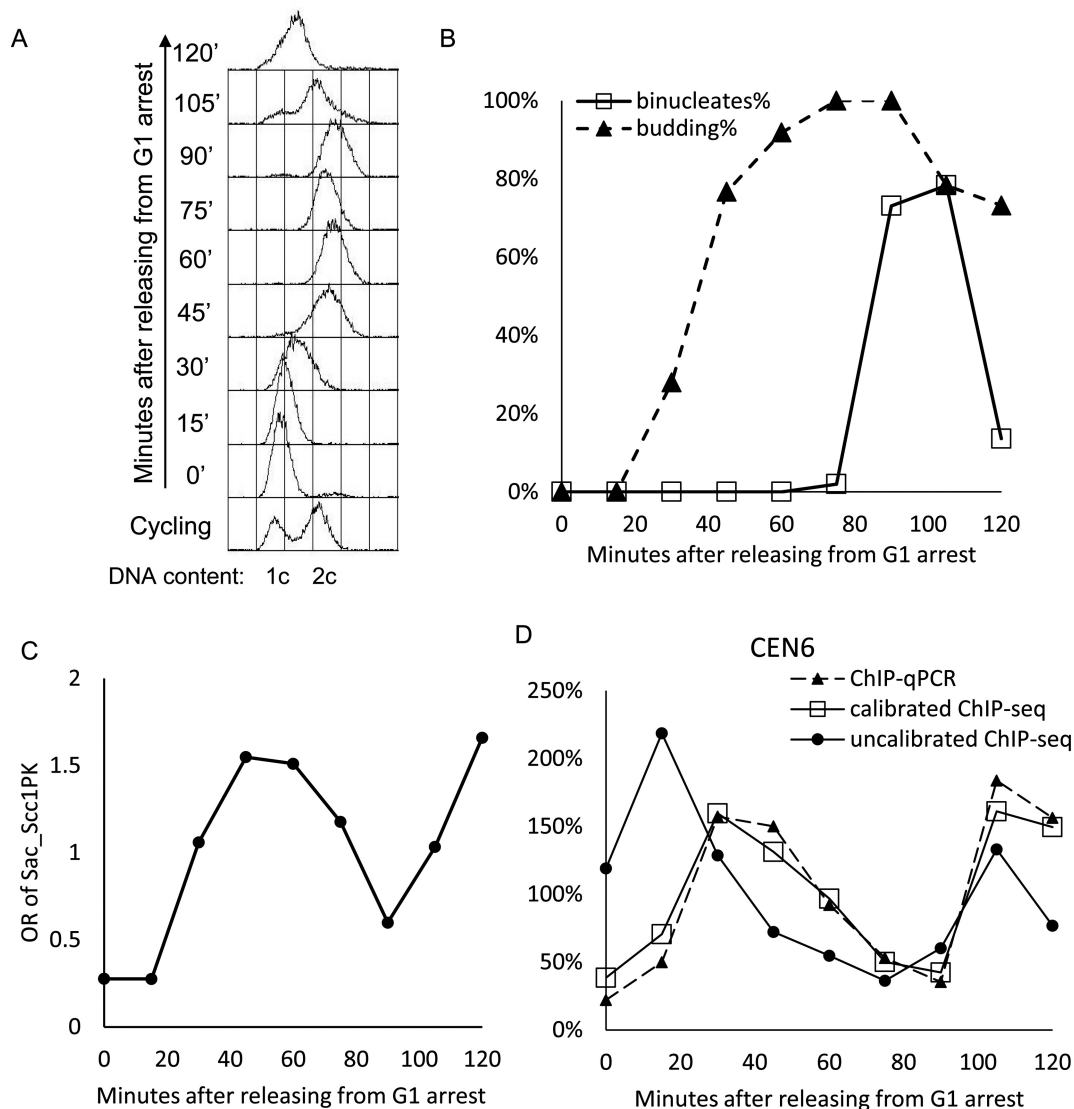 A
Minutes after releasing from G1 arrest
120’
105’
90’
75’
60’
45’
30’
15’
0’
Cycling
DNA content: 1c 2c
B
binucleates%
budding%
100%
80%
60%
40%
20%
0%
0 20 40 60 80 100 120
Minutes after releasing from G1 arrest
C
OR of Sac_Scc1PK
2
1.5
1
0.5
0
0 20 40 60 80 100 120
Minutes after releasing from G1 arrest
D
CEN6
ChIP-qPCR
calibrated ChIP-seq
uncalibrated ChIP-seq
250%
200%
150%
100%
50%
0%
0 20 40 60 80 100 120
Minutes after releasing from G1 arrest